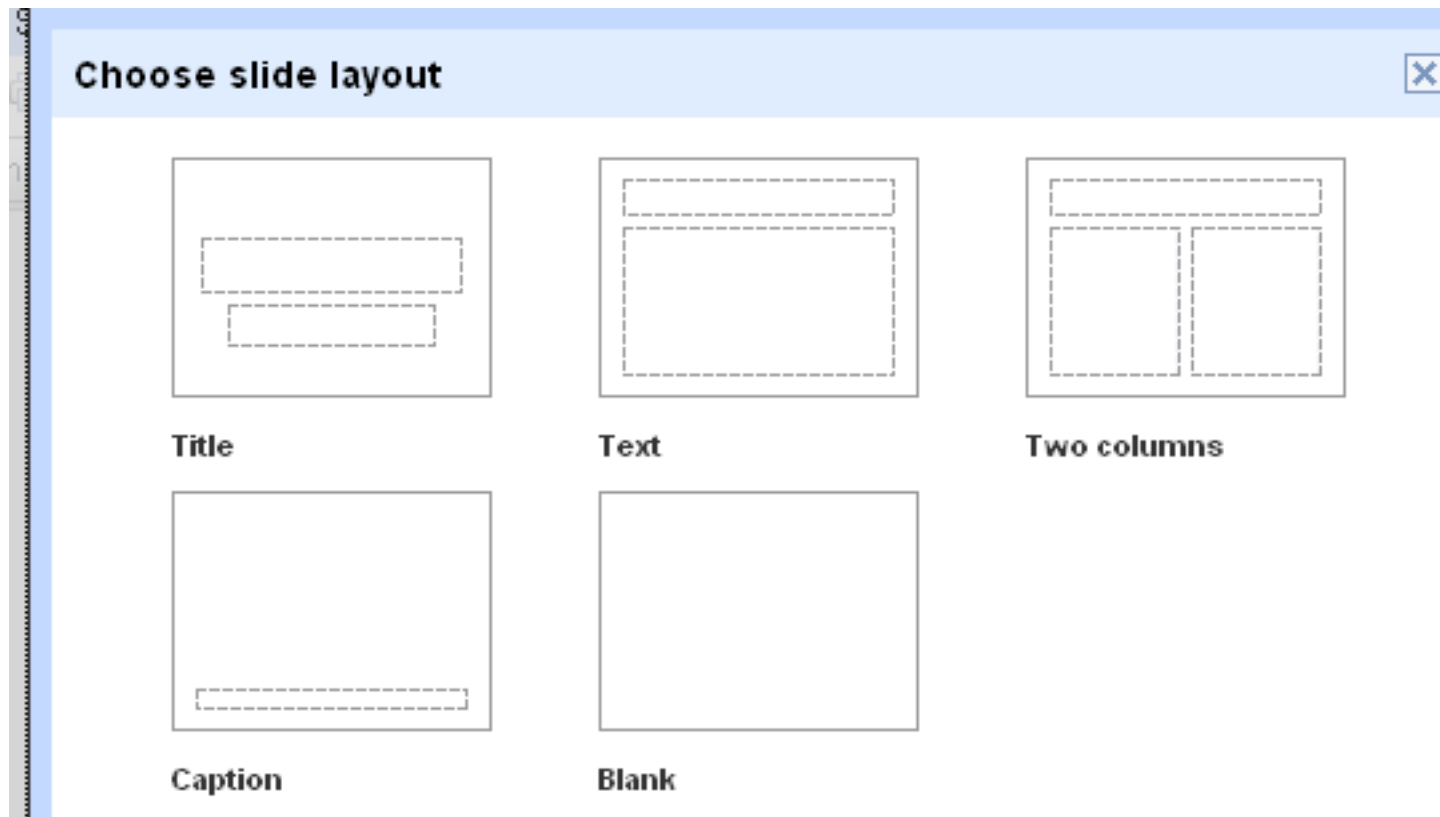 Choose slide layout
Title
Text
Two columns
Caption
Blank